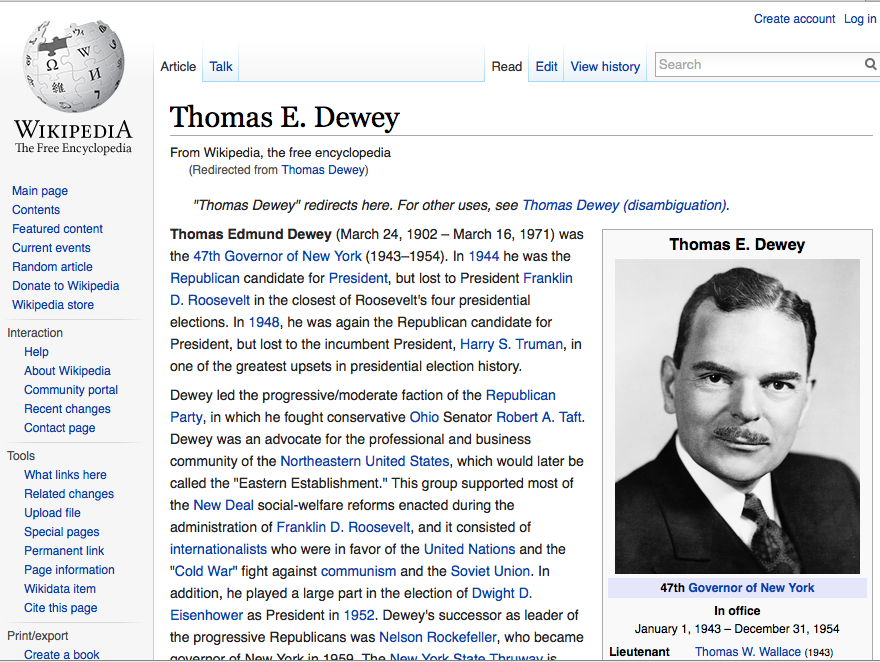 Create account Log in
Article Talk Read Edit View history Search
WIKIPEDIA
The Free Encyclopedia
Main page
Contents
Featured content
Current events
Random article
Donate to Wikipedia
Wikipedia store
Interaction
Help
About Wikipedia
Community portal
Recent changes
Contact page
Tools
What links here
Related changes
Upload file
Special pages
Permanent link
Page information
Wikidata item
Cite this page
Print/export
Create a book
Thomas E. Dewey
From Wikipedia, the free encyclopedia
(Redirected from Thomas Dewey)
"Thomas Dewey" redirects here. For other uses, see Thomas Dewey (disambiguation).
Thomas Edmund Dewey (March 24, 1902 – March 16, 1971) was
the 47th Governor of New York (1943–1954). In 1944 he was the
Republican candidate for President, but lost to President Franklin
D. Roosevelt in the closest of Roosevelt's four presidential
elections. In 1948, he was again the Republican candidate for
President, but lost to the incumbent President, Harry S. Truman, in
one of the greatest upsets in presidential election history.
Dewey led the progressive/moderate faction of the Republican
Party, in which he fought conservative Ohio Senator Robert A. Taft.
Dewey was an advocate for the professional and business
community of the Northeastern United States, which would later be
called the "Eastern Establishment." This group supported most of
the New Deal social-welfare reforms enacted during the
administration of Franklin D. Roosevelt, and it consisted of
internationalists who were in favor of the United Nations and the
"Cold War" fight against communism and the Soviet Union. In
addition, he played a large part in the election of Dwight D.
Eisenhower as President in 1952. Dewey's successor as leader of
the progressive Republicans was Nelson Rockefeller, who became
governor of New York in 1959. The New York State Thruway is
Thomas E. Dewey
47th Governor of New York
In office
January 1, 1943 – December 31, 1954
Lieutenant Thomas W. Wallace (1943)